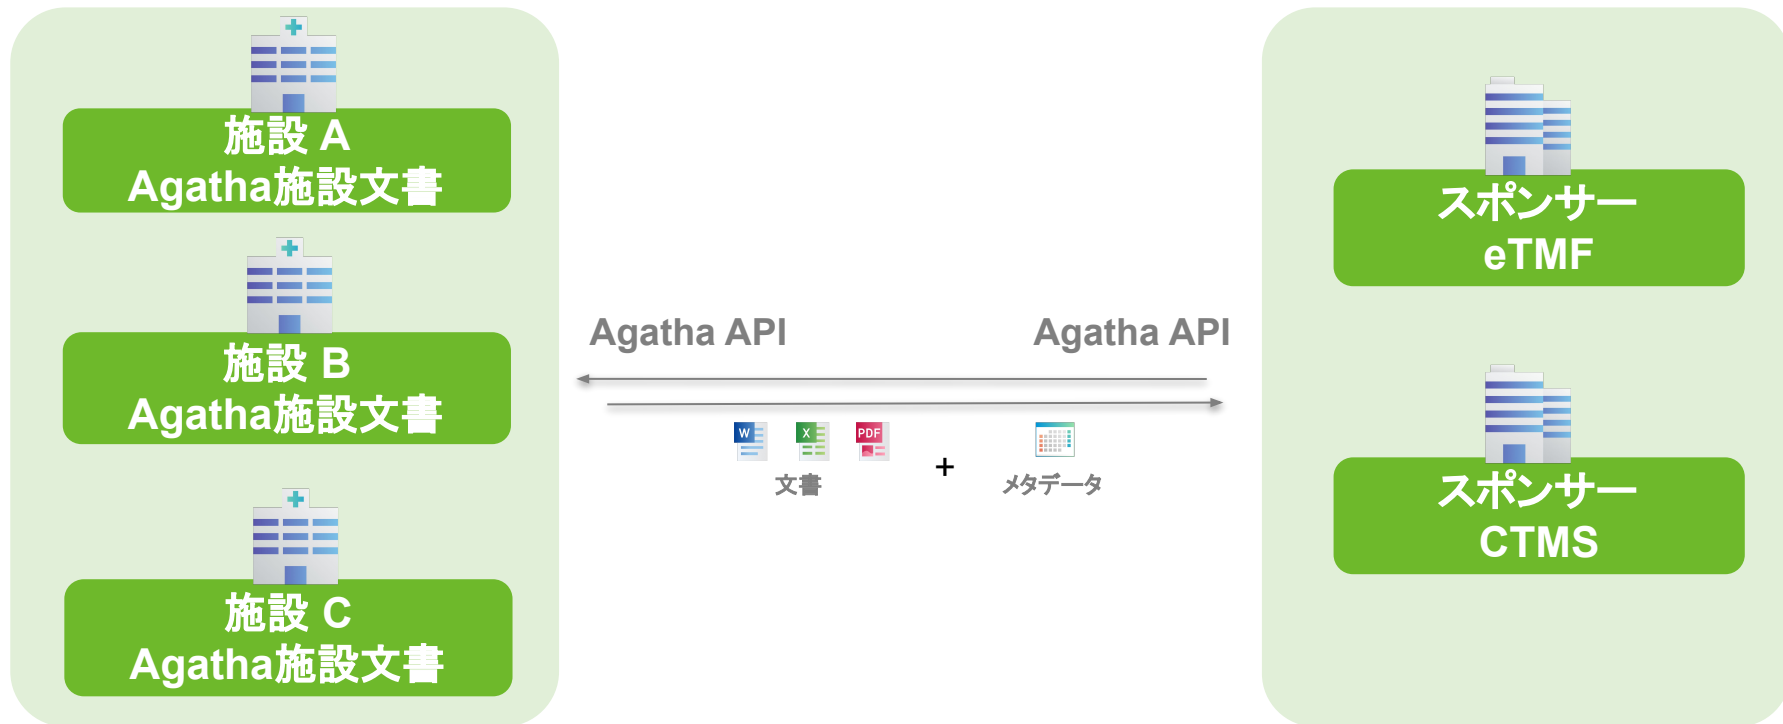 施設 A
Agatha施設文書
施設 B
Agatha施設文書
施設 C
Agatha施設文書
Agatha API
Agatha API
W
X
PDF
文書
+
メタデータ
スポンサー
eTMF
スポンサー
CTMS